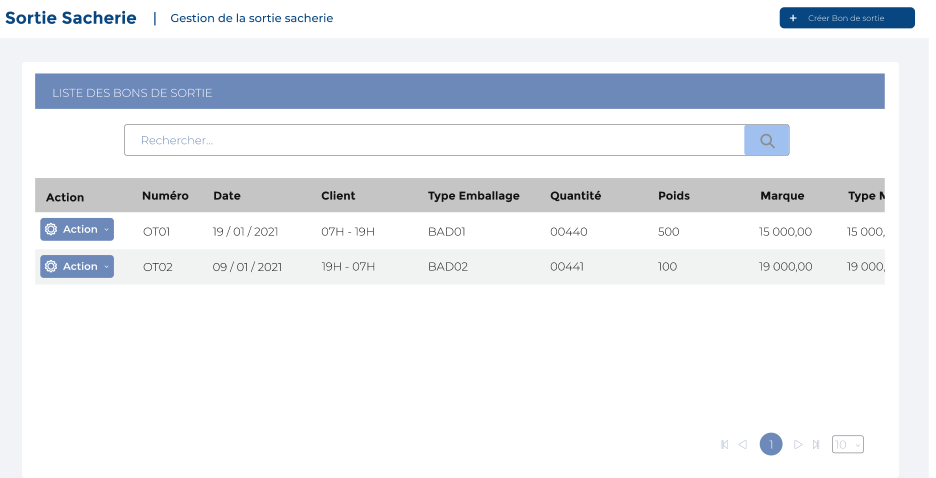 Sortie Sacherie | Gestion de la sortie sacherie
+ Créer Bon de sortie
LISTE DES BONS DE SORTIE
Rechercher...
Action Numéro Date Client Type Emballage Quantité Poids Marque Type M
Action OT01 19 / 01 / 2021 07H - 19H BAD01 00440 500 15 000,00 15 000,
Action OT02 09 / 01 / 2021 19H - 07H BAD02 00441 100 19 000,00 19 000,
1 10